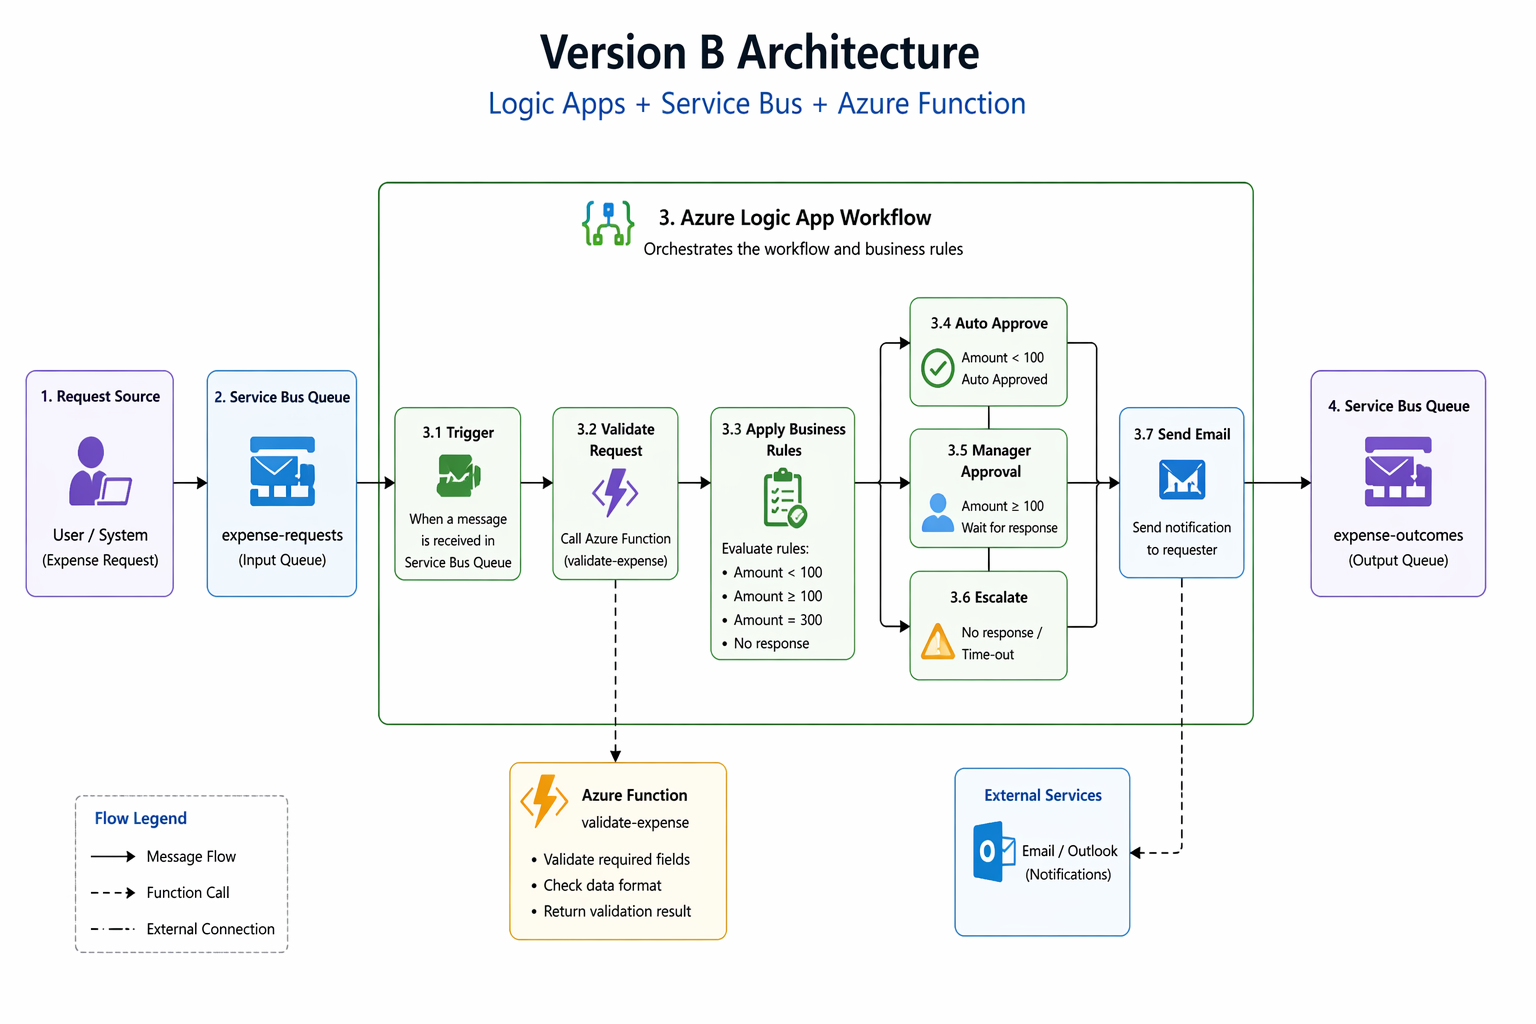 Version B Architecture
Logic Apps + Service Bus + Azure Function
3. Azure Logic App Workflow
Orchestrates the workflow and business rules
1. Request Source
User / System
(Expense Request)
2. Service Bus Queue
expense-requests
(Input Queue)
3.1 Trigger
When a message
is received in
Service Bus Queue
3.2 Validate
Request
Call Azure Function
(validate-expense)
3.3 Apply Business
Rules
Evaluate rules:
• Amount < 100
• Amount ≥ 100
• Amount = 300
• No response
3.4 Auto Approve
Amount < 100
Auto Approved
3.5 Manager
Approval
Amount ≥ 100
Wait for response
3.6 Escalate
No response /
Time-out
3.7 Send Email
Send notification
to requester
4. Service Bus Queue
expense-outcomes
(Output Queue)
Flow Legend
Message Flow
Function Call
External Connection
Azure Function
validate-expense
• Validate required fields
• Check data format
• Return validation result
External Services
O
Email / Outlook
(Notifications)